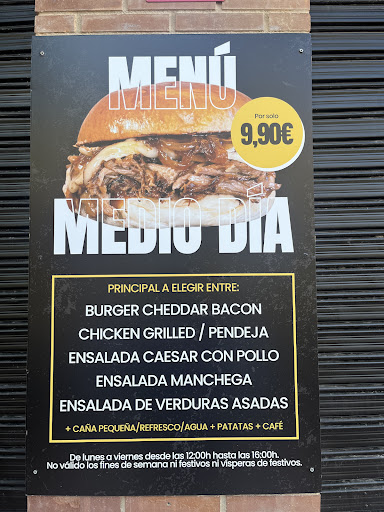 MENÚ
Por solo
9,90€
MEDIO DÍA
PRINCIPAL A ELEGIR ENTRE:
BURGER CHEDDAR BACON
CHICKEN GRILLED / PENDEJA
ENSALADA CAESAR CON POLLO
ENSALADA MANCHEGA
ENSALADA DE VERDURAS ASADAS
+ CAÑA PEQUEÑA/REFRESCO/AGUA + PATATAS + CAFÉ
De lunes a viernes desde las 12:00h hasta las 16:00h.
No válido los fines de semana ni festivos ni vísperas de festivos.